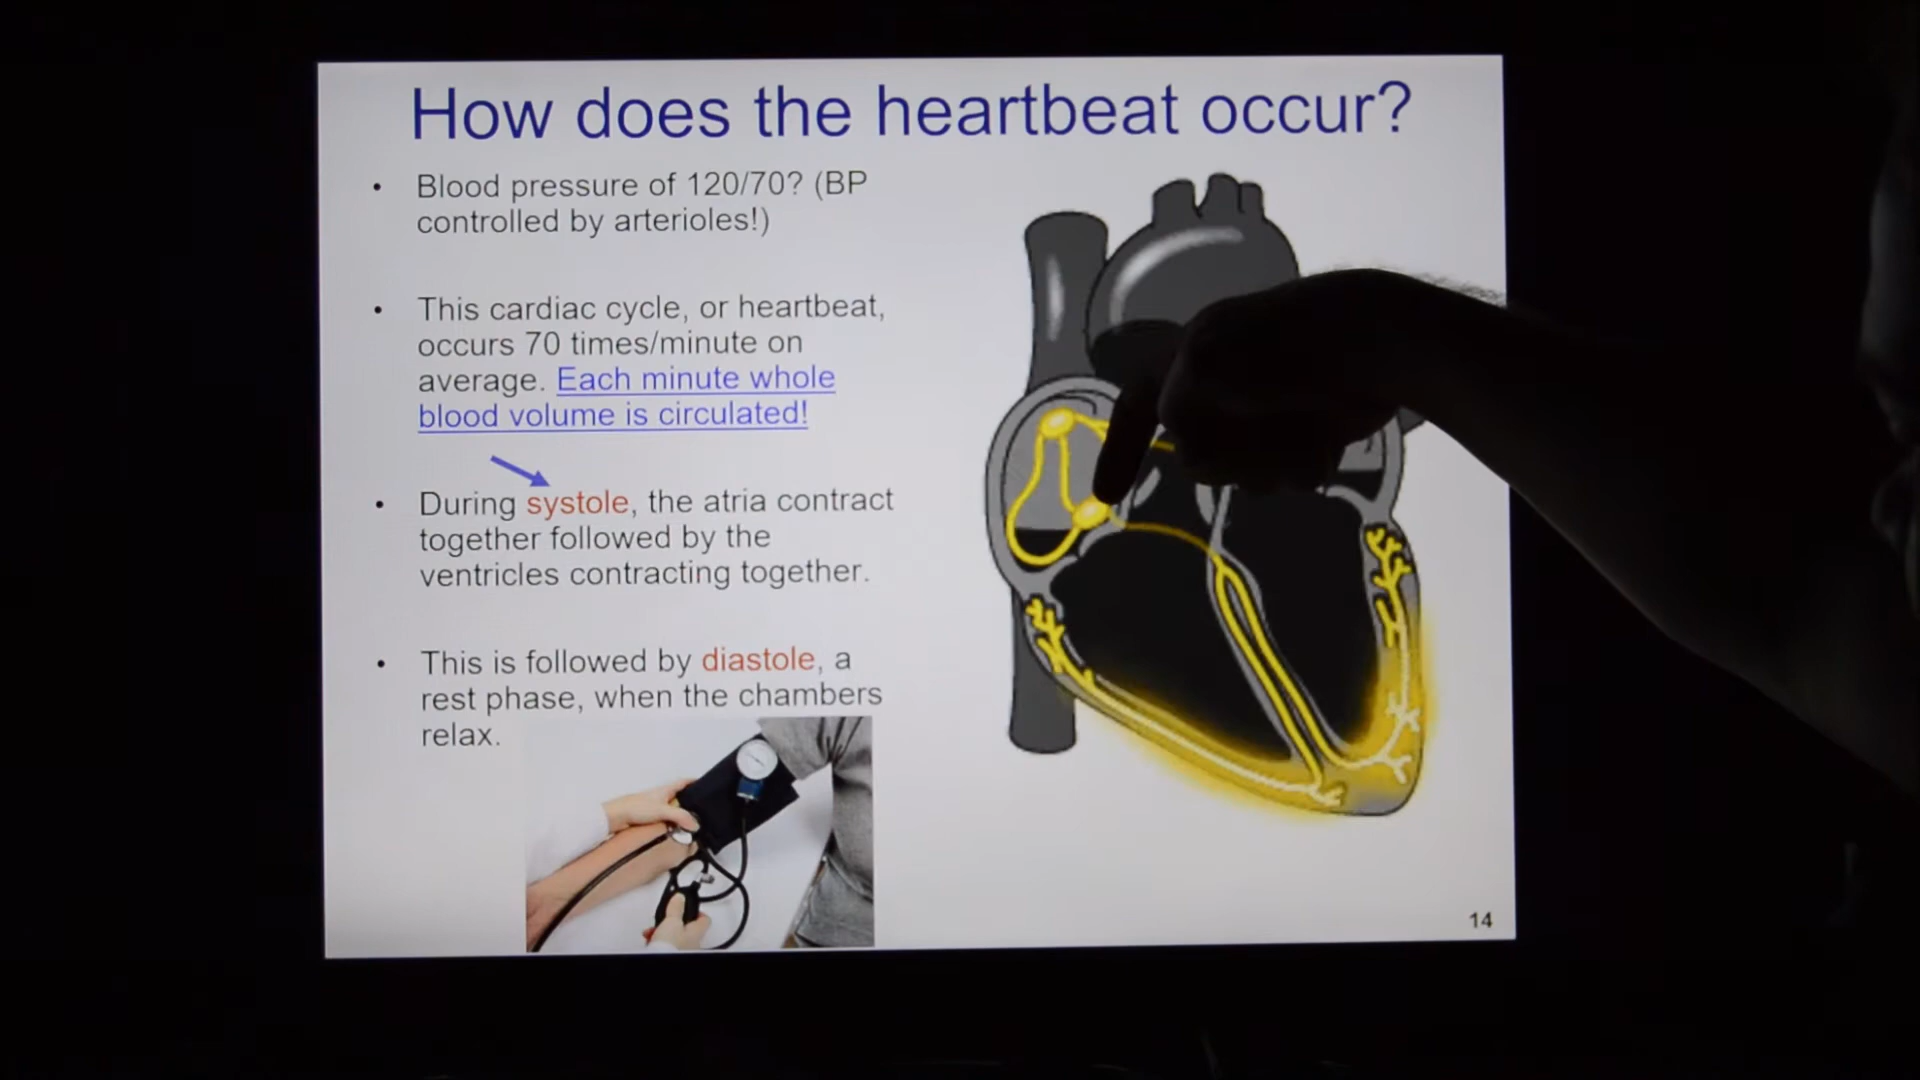 How does the heartbeat occur?
• Blood pressure of 120/70? (BP
controlled by arterioles!)
• This cardiac cycle, or heartbeat,
occurs 70 times/minute on
average. Each minute whole
blood volume is circulated!
• During systole, the atria contract
together followed by the
ventricles contracting together.
• This is followed by diastole, a
rest phase, when the chambers
relax.
14